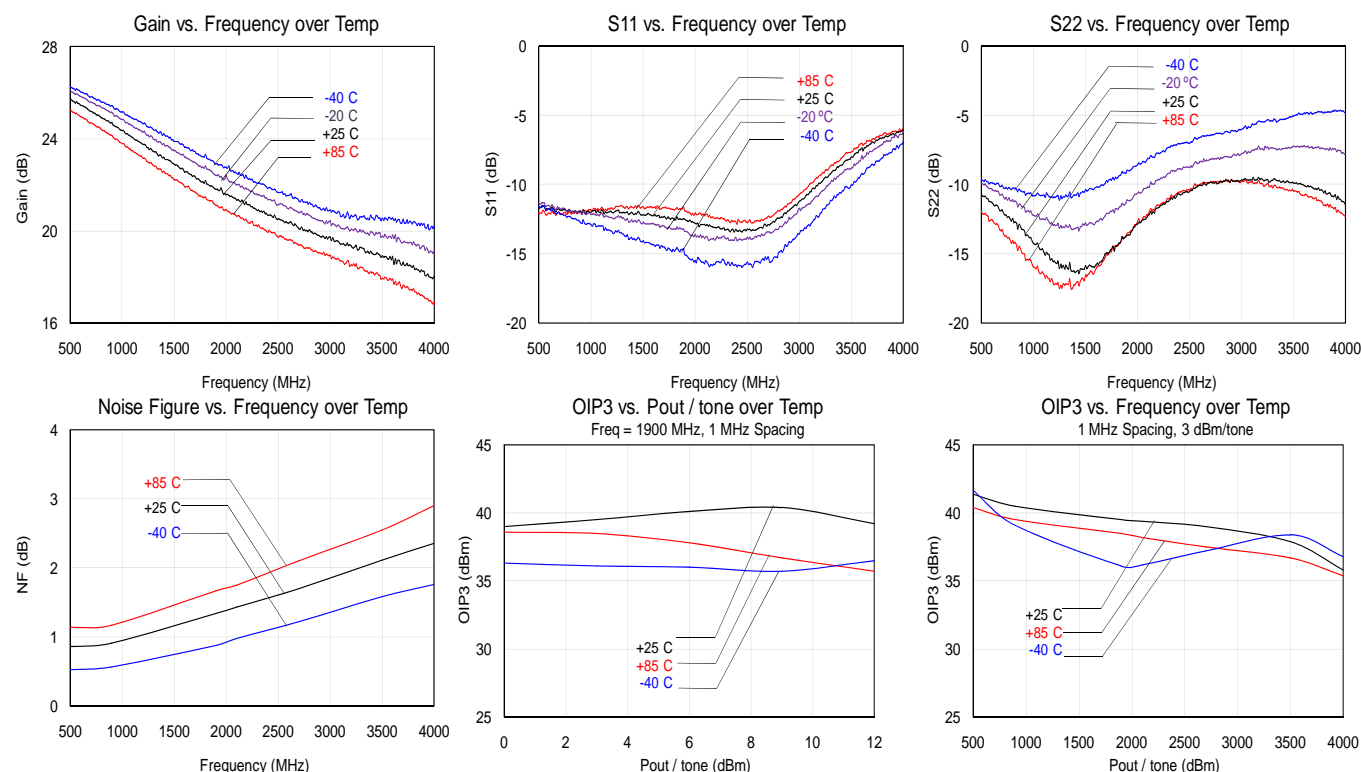 Gain vs. Frequency over Temp
28
24
20
16
Gain (dB)
-40 C
-20 C
+25 C
+85 C
500 1000 1500 2000 2500 3000 3500 4000
Frequency (MHz)
S11 vs. Frequency over Temp
0
-5
-10
-15
-20
S11 (dB)
+85 C
+25 C
-20 ºC
-40 C
500 1000 1500 2000 2500 3000 3500 4000
Frequency (MHz)
S22 vs. Frequency over Temp
0
-5
-10
-15
-20
S22 (dB)
-40 C
-20 ºC
+25 C
+85 C
500 1000 1500 2000 2500 3000 3500 4000
Frequency (MHz)
Noise Figure vs. Frequency over Temp
4
3
2
1
0
NF (dB)
+85 C
+25 C
-40 C
500 1000 1500 2000 2500 3000 3500 4000
Frequency (MHz)
OIP3 vs. Pout / tone over Temp
Freq = 1900 MHz, 1 MHz Spacing
45
40
35
30
25
OIP3 (dBm)
+25 C
+85 C
-40 C
0 2 4 6 8 10 12
Pout / tone (dBm)
OIP3 vs. Frequency over Temp
1 MHz Spacing, 3 dBm/tone
45
40
35
30
25
OIP3 (dBm)
+25 C
+85 C
-40 C
500 1000 1500 2000 2500 3000 3500 4000
Pout / tone (dBm)